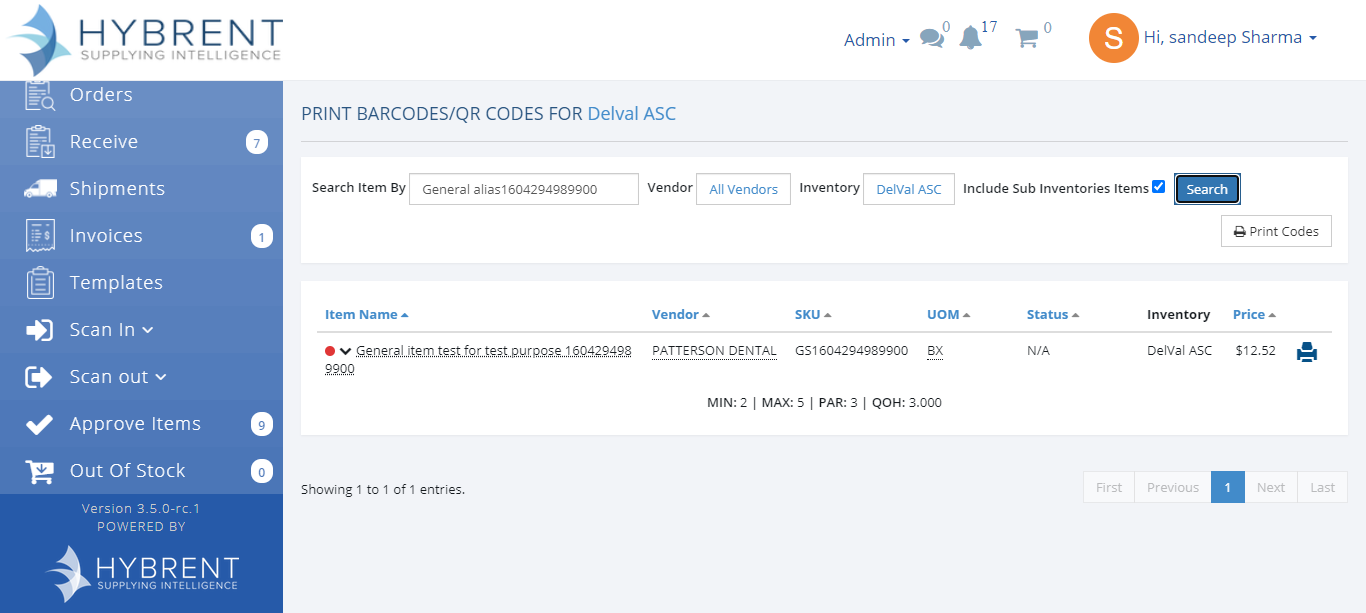 HYBRENT
SUPPLYING INTELLIGENCE
Admin
0
17
0
S
Hi, sandeep Sharma
Orders
Receive 7
Shipments
Invoices 1
Templates
Scan In
Scan out
Approve Items 9
Out Of Stock 0
Version 3.5.0-rc.1
POWERED BY
HYBRENT
SUPPLYING INTELLIGENCE
PRINT BARCODES/QR CODES FOR Delval ASC
Search Item By General alias1604294989900 Vendor All Vendors Inventory DelVal ASC Include Sub Inventories Items Search
Print Codes
Item Name Vendor SKU UOM Status Inventory Price
General item test for test purpose 160429498 PATTERSON DENTAL GS1604294989900 BX N/A DelVal ASC $12.52
9900
MIN: 2 | MAX: 5 | PAR: 3 | QOH: 3.000
Showing 1 to 1 of 1 entries.
First Previous 1 Next Last